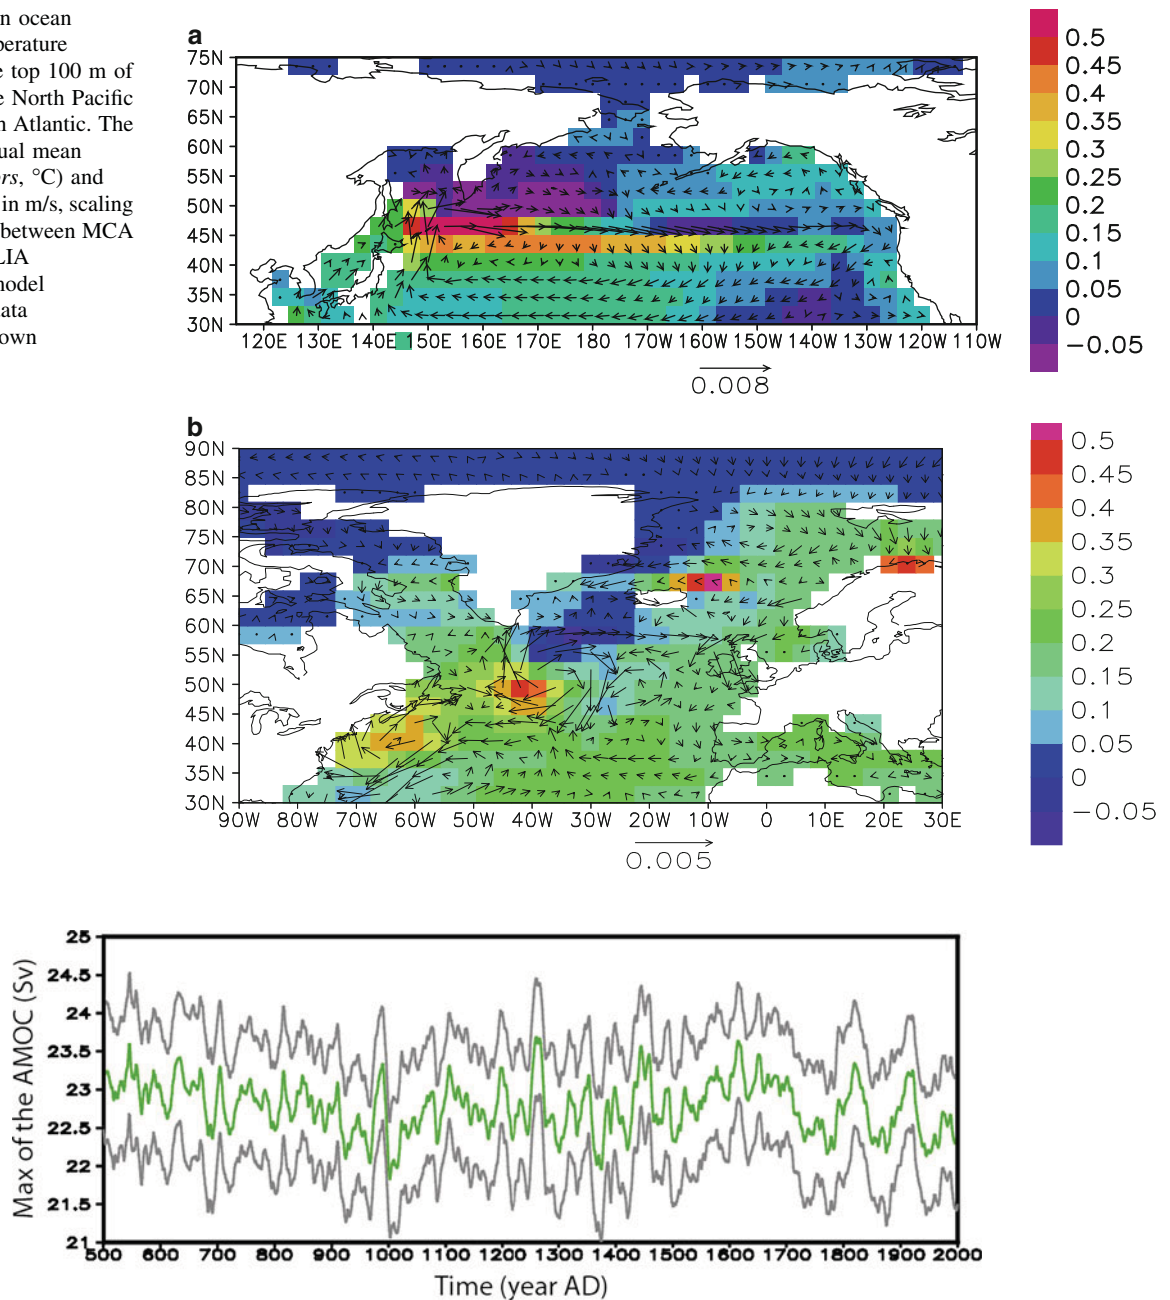 n ocean
perature
e top 100 m of
e North Pacific
n Atlantic. The
ual mean
rs, °C) and
in m/s, scaling
between MCA
LIA
nodel
ata
own
a
75N
70N
65N
60N
55N
50N
45N
40N
35N
30N
120E 130E 140E 150E 160E 170E 180 170W 160W 150W 140W 130W 120W 110W
0.008
0.5
0.45
0.4
0.35
0.3
0.25
0.2
0.15
0.1
0.05
0
−0.05
b
90N
85N
80N
75N
70N
65N
60N
55N
50N
45N
40N
35N
30N
90W 80W 70W 60W 50W 40W 30W 20W 10W 0 10E 20E 30E
0.005
0.5
0.45
0.4
0.35
0.3
0.25
0.2
0.15
0.1
0.05
0
−0.05
Max of the AMOC (Sv)
25
24.5
24
23.5
23
22.5
22
21.5
21
500 600 700 800 900 1000 1100 1200 1300 1400 1500 1600 1700 1800 1900 2000
Time (year AD)